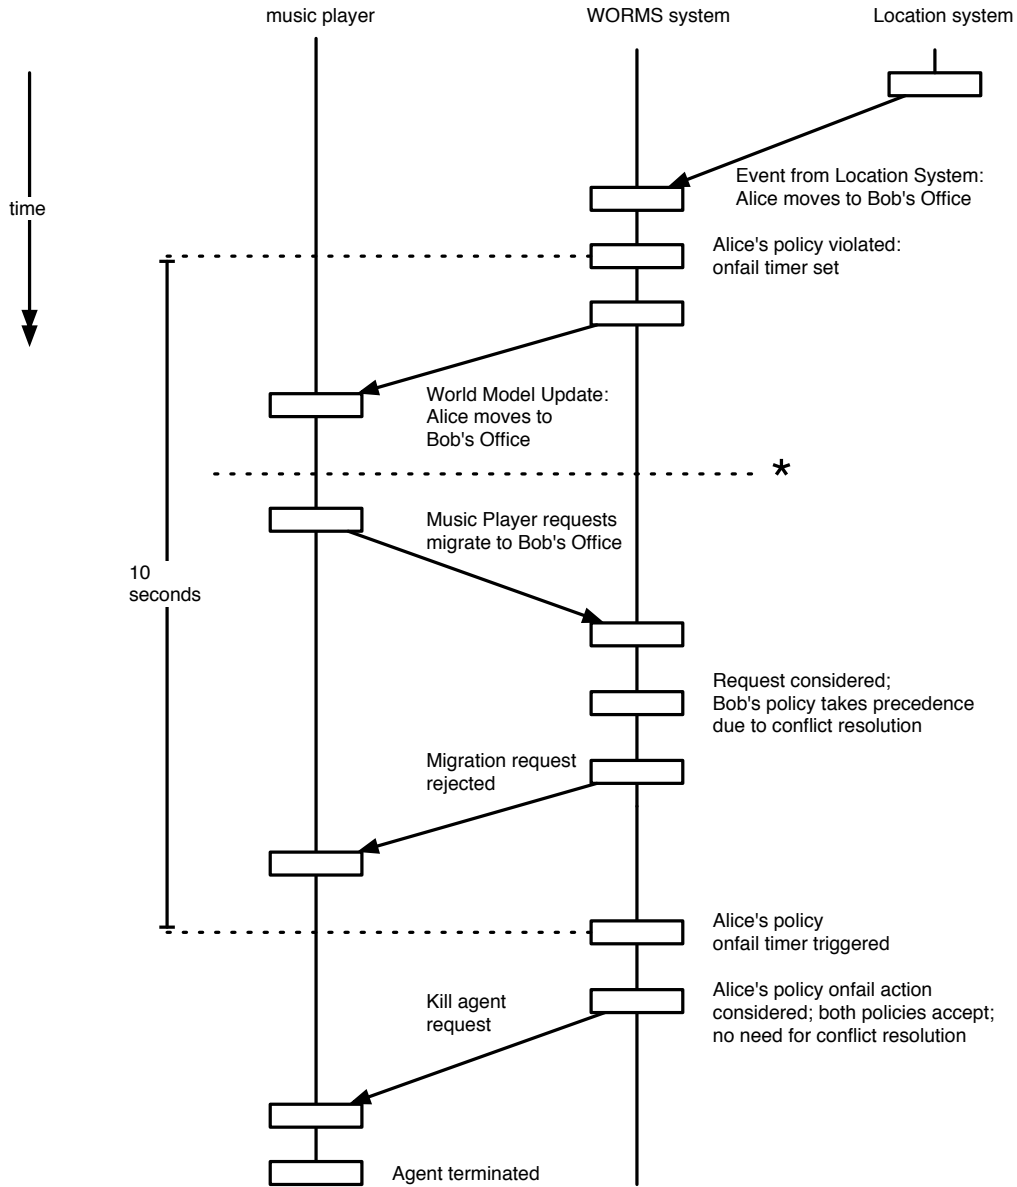 music player
WORMS system
Location system
Event from Location System:
Alice moves to Bob's Office
time
Alice's policy violated:
onfail timer set
World Model Update:
Alice moves to
Bob's Office
*
Music Player requests
migrate to Bob's Office
10
seconds
Request considered;
Bob's policy takes precedence
due to conflict resolution
Migration request
rejected
Alice's policy
onfail timer triggered
Kill agent
request
Alice's policy onfail action
considered; both policies accept;
no need for conflict resolution
Agent terminated